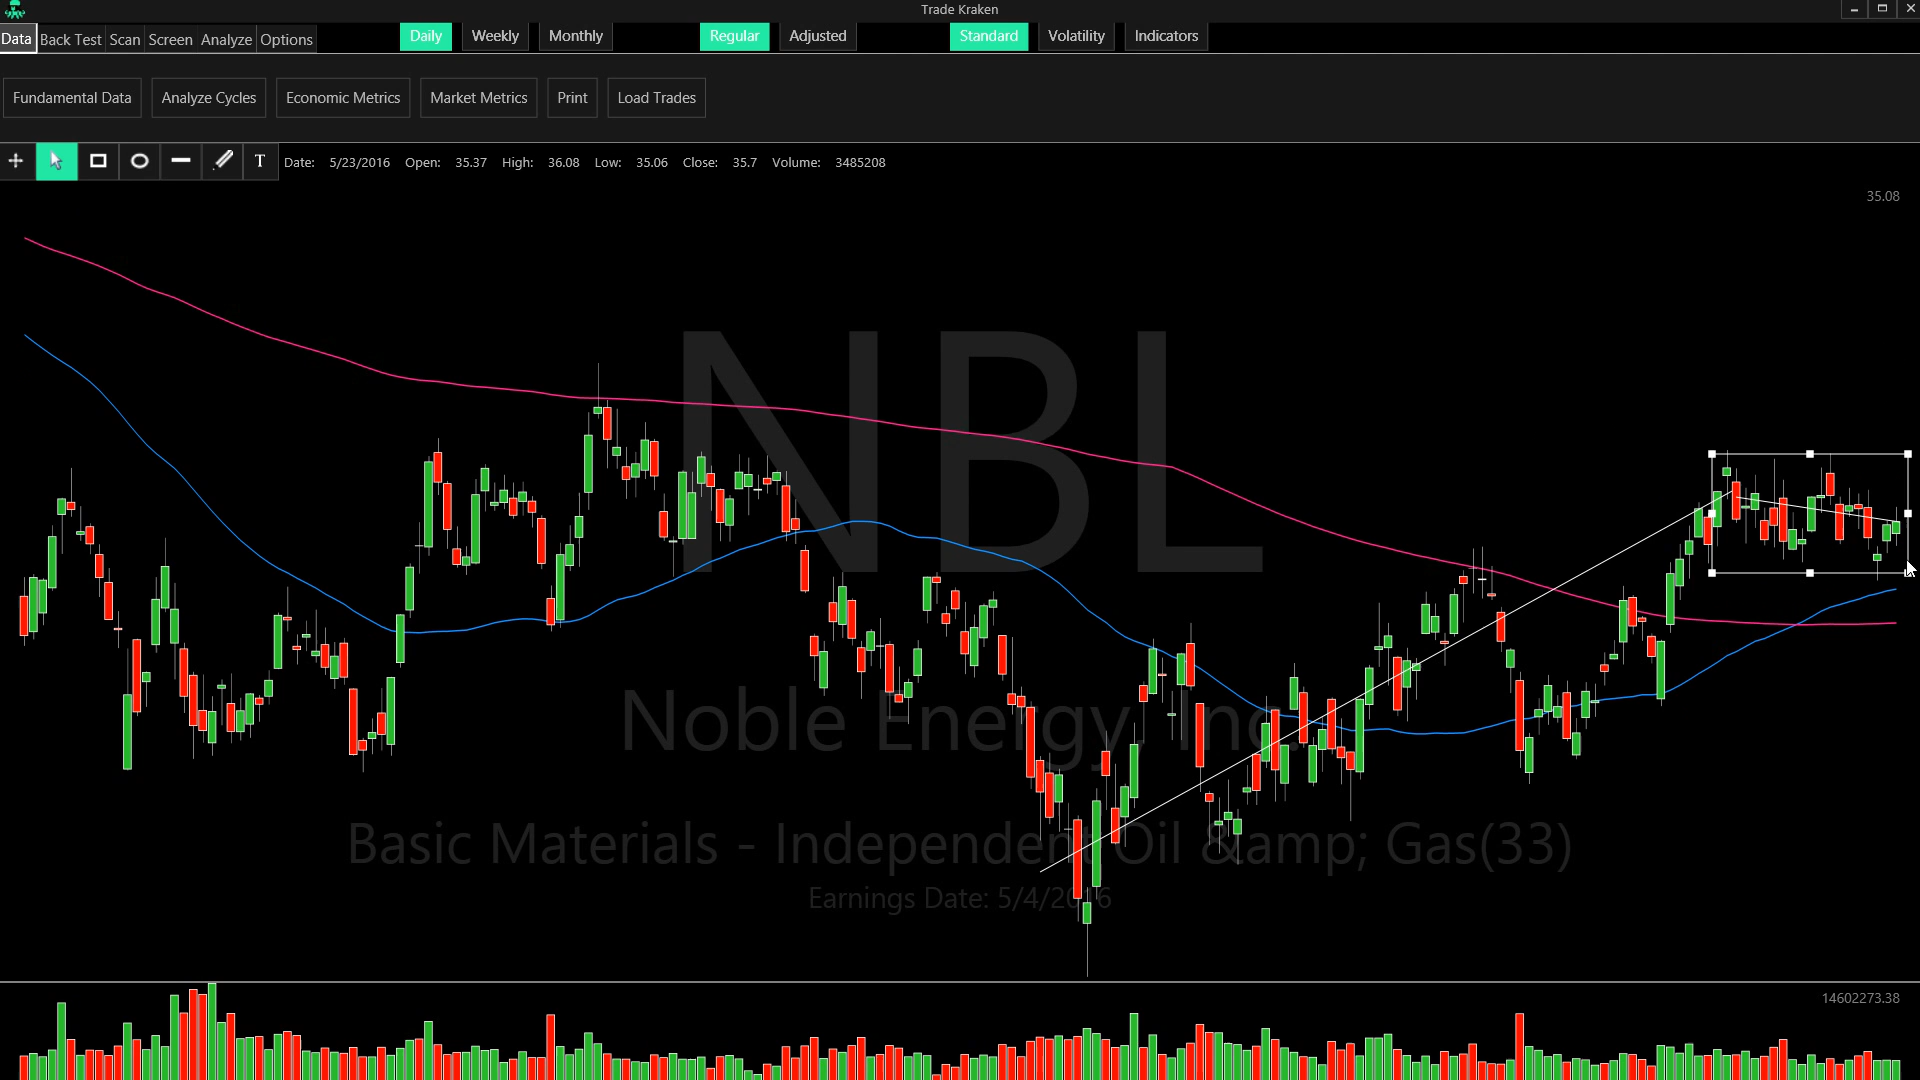 Trade Kraken
Data Back Test Scan Screen Analyze Options Daily Weekly Monthly Regular Adjusted Standard Volatility Indicators
Fundamental Data Analyze Cycles Economic Metrics Market Metrics Print Load Trades
T Date: 5/23/2016 Open: 35.37 High: 36.08 Low: 35.06 Close: 35.7 Volume: 3485208
35.08
NBL
Noble Energy, Inc.
Basic Materials - Independent Oil &amp; Gas(33)
Earnings Date: 5/4/2016
14602273.38